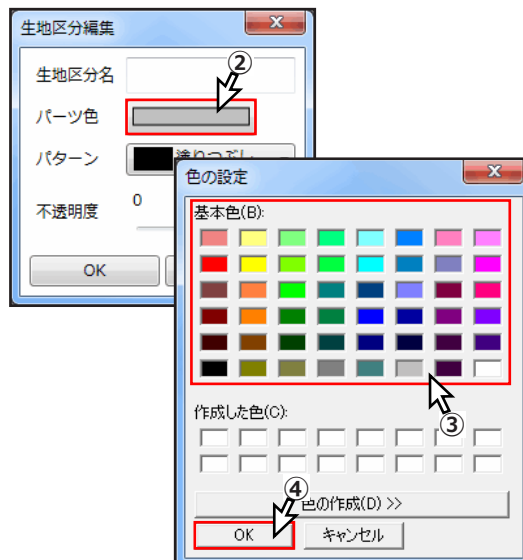 生地区分編集
②
生地区分名
パーツ色
パターン
塗りつぶし
不透明度
0
OK
色の設定
基本色(B):
③
作成した色(C):
④
色の作成(D) >>
OK
キャンセル